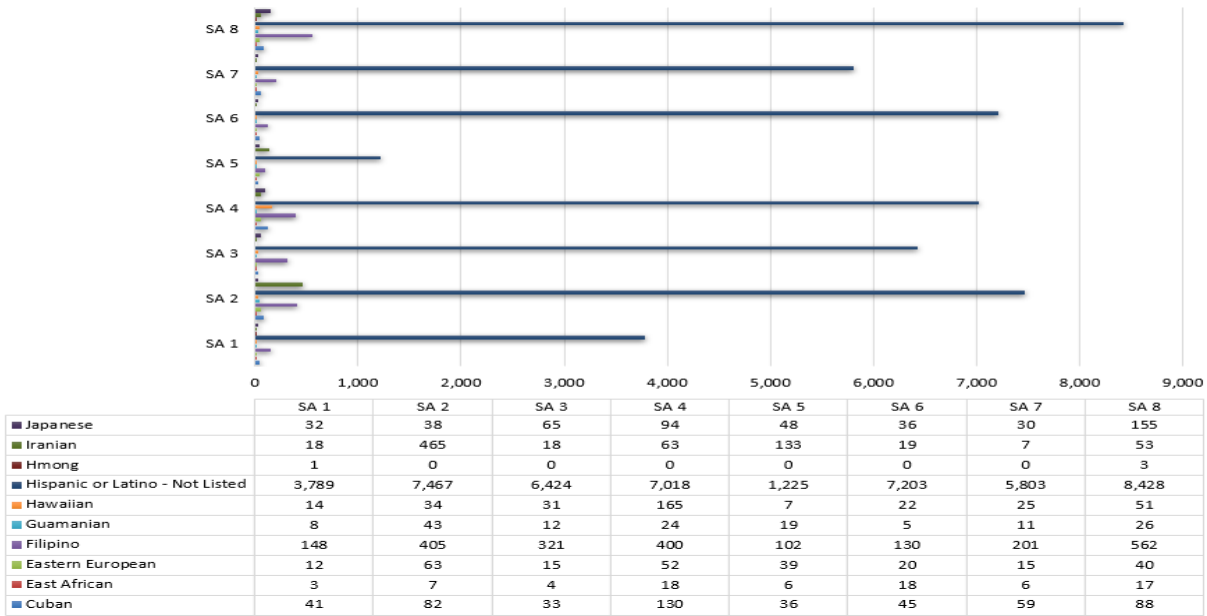 SA 8
SA 7
SA 6
SA 5
SA 4
SA 3
SA 2
SA 1
0 1,000 2,000 3,000 4,000 5,000 6,000 7,000 8,000 9,000
SA 1 SA 2 SA 3 SA 4 SA 5 SA 6 SA 7 SA 8
Japanese 32 38 65 94 48 36 30 155
Iranian 18 465 18 63 133 19 7 53
Hmong 1 0 0 0 0 0 0 3
Hispanic or Latino - Not Listed 3,789 7,467 6,424 7,018 1,225 7,203 5,803 8,428
Hawaiian 14 34 31 165 7 22 25 51
Guamanian 8 43 12 24 19 5 11 26
Filipino 148 405 321 400 102 130 201 562
Eastern European 12 63 15 52 39 20 15 40
East African 3 7 4 18 6 18 6 17
Cuban 41 82 33 130 36 45 59 88